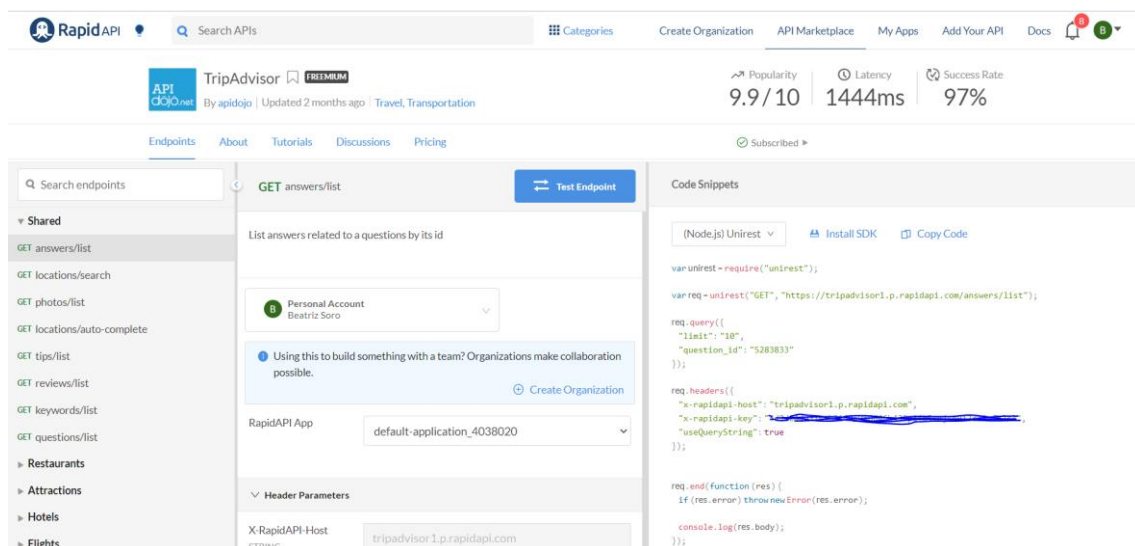 RapidAPI
Search APIs
Categories
Create Organization
API Marketplace
My Apps
Add Your API
Docs
8
B
API
dojo.net
TripAdvisor FREEMIUM
By apidojo | Updated 2 months ago | Travel, Transportation
Popularity
9.9 / 10
Latency
1444ms
Success Rate
97%
Endpoints
About
Tutorials
Discussions
Pricing
Subscribed
Search endpoints
Shared
GET answers/list
GET locations/search
GET photos/list
GET locations/auto-complete
GET tips/list
GET reviews/list
GET keywords/list
GET questions/list
Restaurants
Attractions
Hotels
Flights
GET answers/list
Test Endpoint
List answers related to a questions by its id
B
Personal Account
Beatriz Soro
Using this to build something with a team? Organizations make collaboration
possible.
Create Organization
RapidAPI App
default-application_4038020
Header Parameters
X-RapidAPI-Host
STRING
tripadvisor1.p.rapidapi.com
Code Snippets
(Node.js) Unirest
Install SDK
Copy Code
var unirest = require("unirest");
var req = unirest("GET", "https://tripadvisor1.p.rapidapi.com/answers/list");
req.query({
"limit": "10",
"question_id": "5283833"
});
req.headers({
"x-rapidapi-host": "tripadvisor1.p.rapidapi.com",
"x-rapidapi-key":
"useQueryString": true
});
req.end(function (res) {
if (res.error) throw new Error(res.error);
console.log(res.body);
});